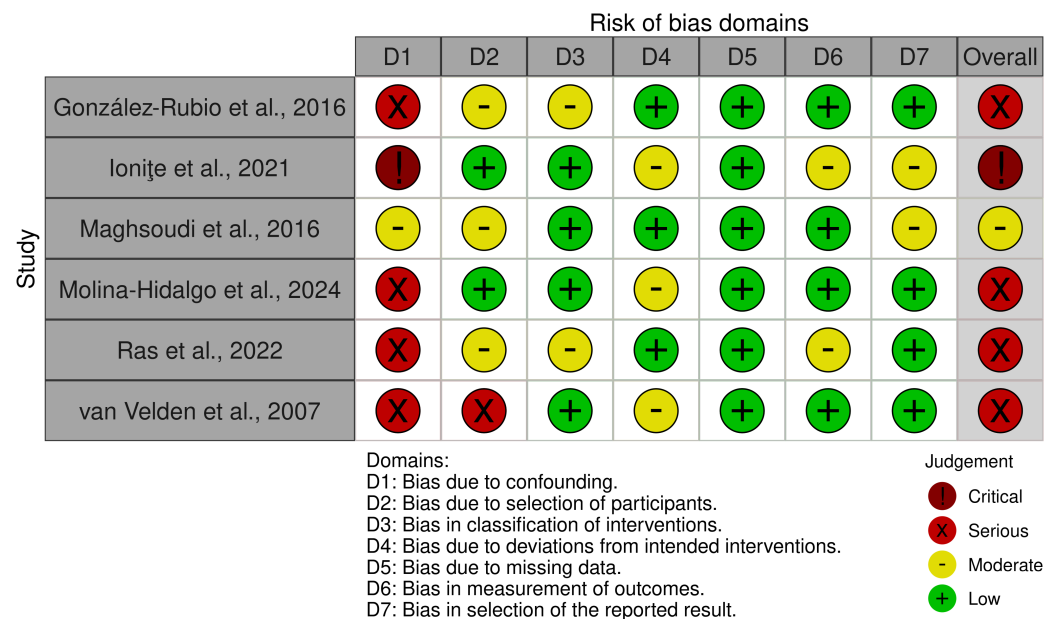 Risk of bias domains
D1 D2 D3 D4 D5 D6 D7 Overall
González-Rubio et al., 2016 X - - + + + + X
Ioniţe et al., 2021 ! + + - + - - !
Maghsoudi et al., 2016 - - + + + + - -
Molina-Hidalgo et al., 2024 X + + - + + + X
Ras et al., 2022 X - - + + - + X
van Velden et al., 2007 X X + - + + + X
Study
Domains:
D1: Bias due to confounding.
D2: Bias due to selection of participants.
D3: Bias in classification of interventions.
D4: Bias due to deviations from intended interventions.
D5: Bias due to missing data.
D6: Bias in measurement of outcomes.
D7: Bias in selection of the reported result.
Judgement
! Critical
X Serious
- Moderate
+ Low